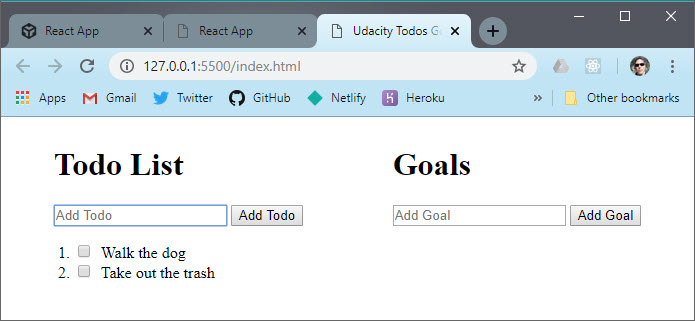 React App
React App
Udacity Todos G
127.0.0.1:5500/index.html
Apps Gmail Twitter GitHub Netlify Heroku » Other bookmarks
Todo List Goals
Add Todo Add Todo Add Goal Add Goal
1. Walk the dog
2. Take out the trash